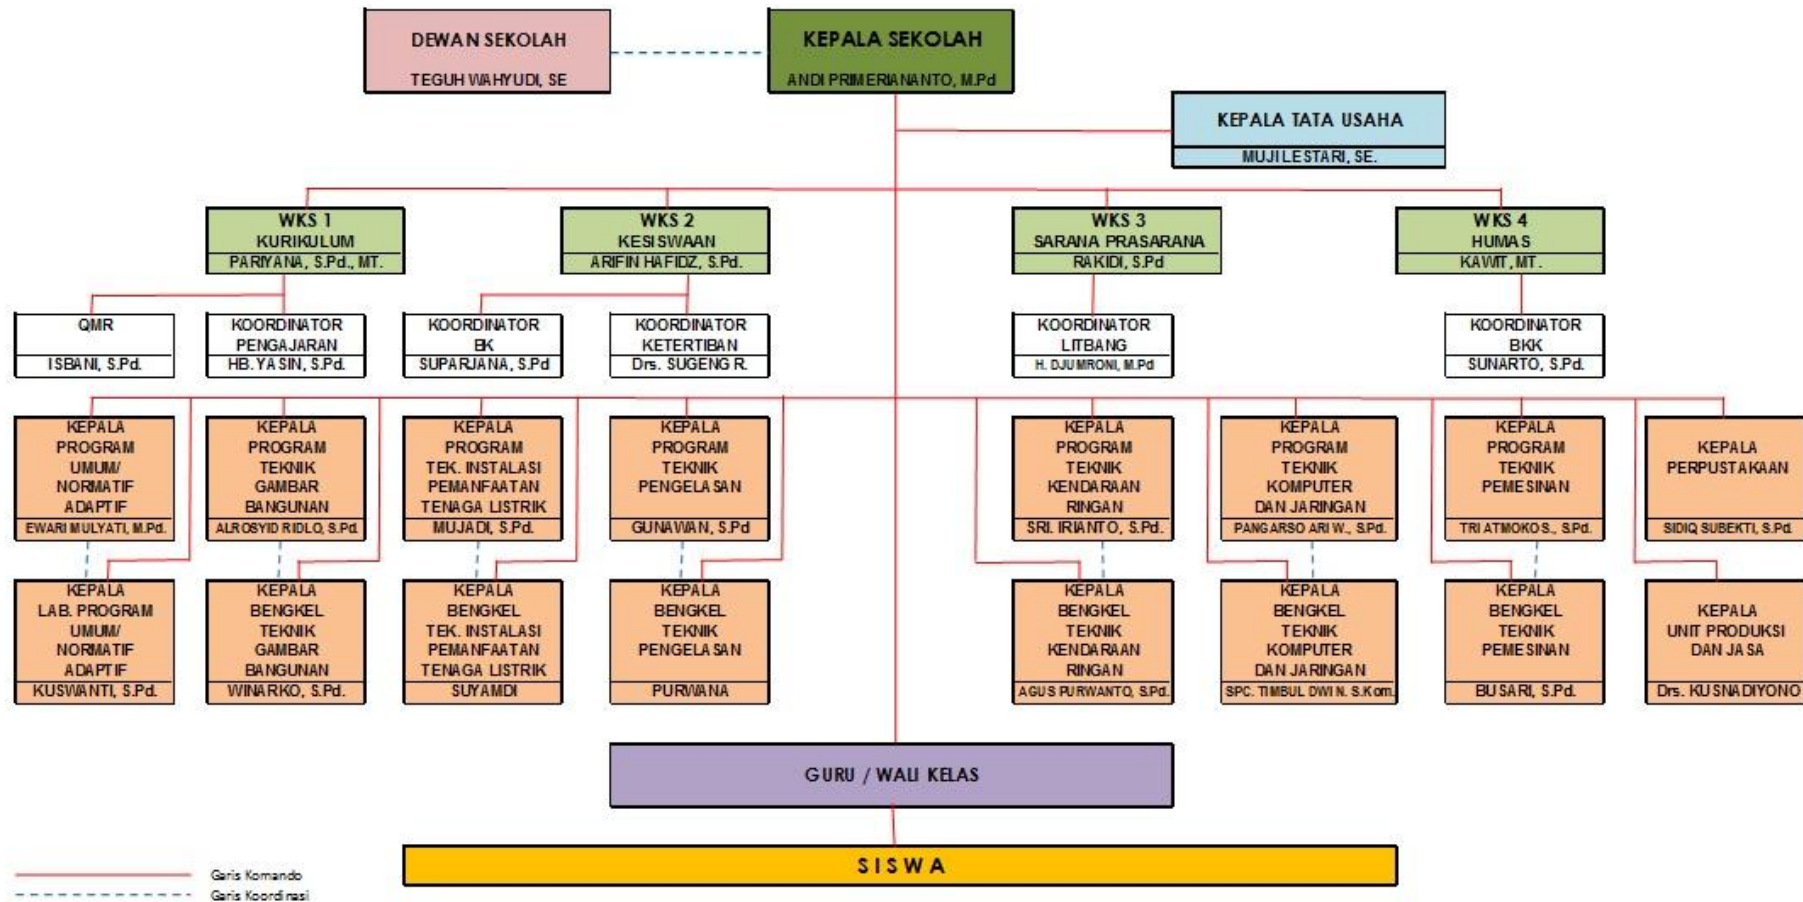 DEWAN SEKOLAH
TEGUH WAHYUDI, SE
KEPALA SEKOLAH
ANDI PRIMERIANANTO, M.Pd
KEPALA TATA USAHA
MUJI LESTARI, SE.
WKS 1
KURIKULUM
PARIYANA, S.Pd., MT.
WKS 2
KESISWAAN
ARIFIN HAFIDZ, S.Pd.
WKS 3
SARANA PRASARANA
RAKIDI, S.Pd
WKS 4
HUMAS
KAWIT, MT.
QMR
ISBANI, S.Pd.
KOORDINATOR
PENGAJARAN
HB. YASIN, S.Pd.
KOORDINATOR
BK
SUPARJANA, S.Pd
KOORDINATOR
KETERTIBAN
Drs. SUGENG R.
KOORDINATOR
LITBANG
H. DJUMRONI, M.Pd
KOORDINATOR
BKK
SUNARTO, S.Pd.
KEPALA
PROGRAM
UMUM/
NORMATIF
ADAPTIF
EWARI MULYATI, M.Pd.
KEPALA
PROGRAM
TEKNIK
GAMBAR
BANGUNAN
ALROSYID RIDLO, S.Pd.
KEPALA
PROGRAM
TEK. INSTALASI
PEMANFAATAN
TENAGA LISTRIK
MUJADI, S.Pd.
KEPALA
PROGRAM
TEKNIK
PENGELASAN
GUNAWAN, S.Pd
KEPALA
PROGRAM
TEKNIK
KENDARAAN
RINGAN
SRI. IRIANTO, S.Pd.
KEPALA
PROGRAM
TEKNIK
KOMPUTER
DAN JARINGAN
PANGARSO ARI W., S.Pd.
KEPALA
PROGRAM
TEKNIK
PEMESINAN
TRI ATMOKO S., S.Pd.
KEPALA
PERPUSTAKAAN
SIDIQ SUBEKTI, S.Pd.
KEPALA
LAB. PROGRAM
UMUM/
NORMATIF
ADAPTIF
KUSWANTI, S.Pd.
KEPALA
BENGKEL
TEKNIK
GAMBAR
BANGUNAN
WINARKO, S.Pd.
KEPALA
BENGKEL
TEK. INSTALASI
PEMANFAATAN
TENAGA LISTRIK
SUYAMDI
KEPALA
BENGKEL
TEKNIK
PENGELASAN
PURWANA
KEPALA
BENGKEL
TEKNIK
KENDARAAN
RINGAN
AGUS PURWANTO, S.Pd.
KEPALA
BENGKEL
TEKNIK
KOMPUTER
DAN JARINGAN
SPC. TIMBUL DWI N. S.Kom.
KEPALA
BENGKEL
TEKNIK
PEMESINAN
BUSARI, S.Pd.
KEPALA
UNIT PRODUKSI
DAN JASA
Drs. KUSNADIYONO
GURU / WALI KELAS
SISWA
Garis Komando
Garis Koordinasi